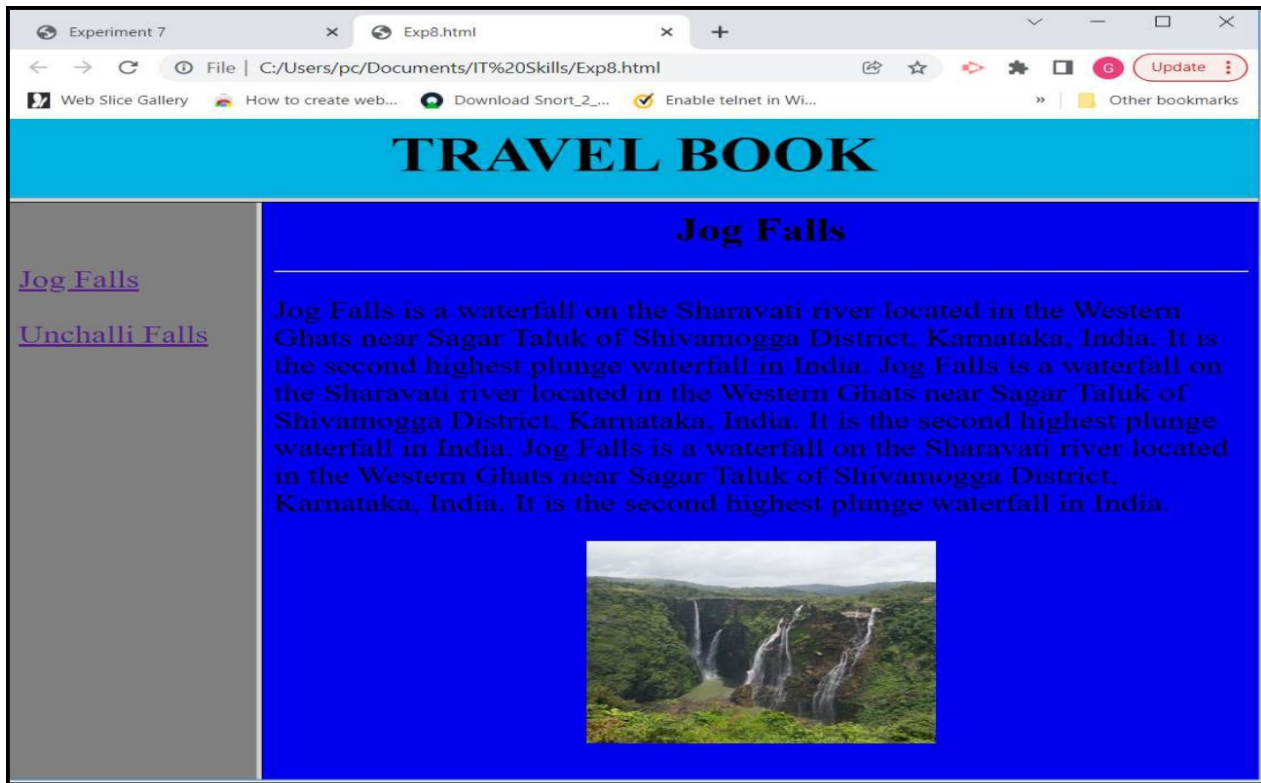 Experiment 7
Exp8.html
File | C:/Users/pc/Documents/IT%20Skills/Exp8.html
G
Update
Web Slice Gallery
How to create web...
Download Snort_2_...
Enable telnet in Wi...
»
Other bookmarks
TRAVEL BOOK
Jog Falls
Unchalli Falls
Jog Falls
Jog Falls is a waterfall on the Sharavati river located in the Western
Ghats near Sagar Taluk of Shivamogga District, Karnataka, India. It is
the second highest plunge waterfall in India. Jog Falls is a waterfall on
the Sharavati river located in the Western Ghats near Sagar Taluk of
Shivamogga District, Karnataka, India. It is the second highest plunge
waterfall in India. Jog Falls is a waterfall on the Sharavati river located
in the Western Ghats near Sagar Taluk of Shivamogga District,
Karnataka, India. It is the second highest plunge waterfall in India.